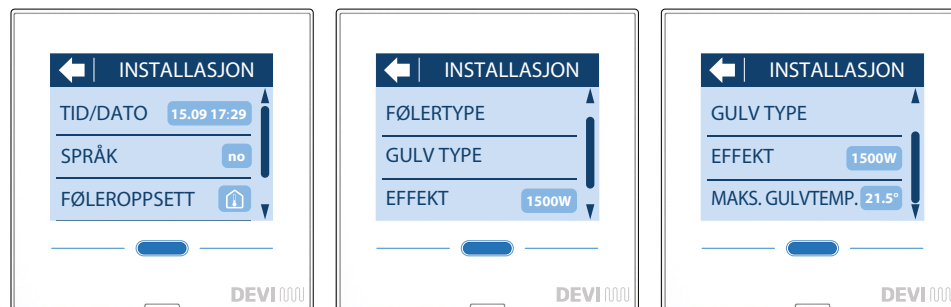 INSTALLASJON
TID/DATO 15.09 17:29
SPRÅK no
FØLEROPPSETT
DEVI
INSTALLASJON
FØLERTYPE
GULV TYPE
EFFEKT 1500W
DEVI
INSTALLASJON
GULV TYPE
EFFEKT 1500W
MAKS. GULVTEMP. 21.5°
DEVI